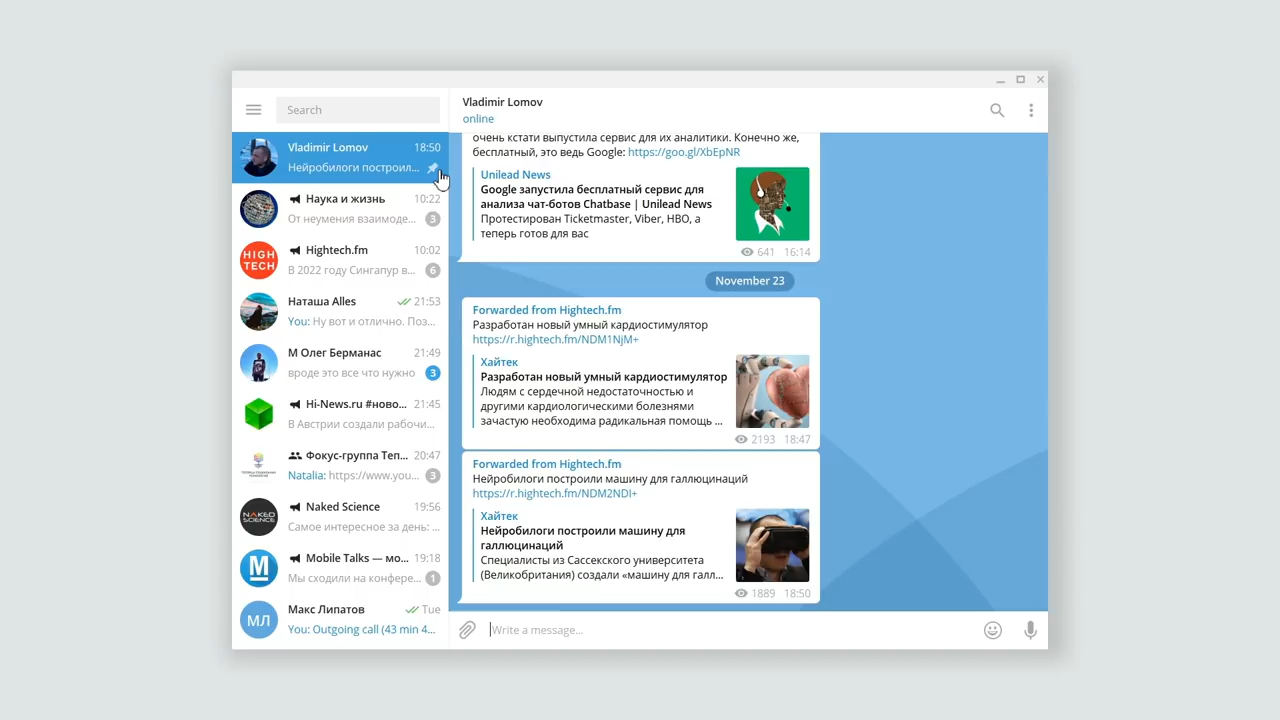 Search
Vladimir Lomov 18:50
Нейробилоги построил...
Наука и жизнь 10:22
От неумения взаимоде... 3
HIGH TECH
Hightech.fm 10:02
В 2022 году Сингапур в... 6
Наташа Alles 21:53
You: Ну вот и отлично. Поз...
М Олег Берманас 21:49
вроде это все что нужно 3
Hi-News.ru #ново... 21:45
В Австрии создали рабочи...
Фокус-группа Теп... 20:47
Natalia: https://www.you... 3
NAKED SCIENCE
Naked Science 19:56
Самое интересное за день: ...
M
Mobile Talks — мо... 19:18
Мы сходили на конфере... 1
МЛ
Макс Липатов Tue
You: Outgoing call (43 min 4...
Vladimir Lomov
online
очень кстати выпустила сервис для их аналитики. Конечно же,
бесплатный, это ведь Google: https://goo.gl/XbEpNR
Unilead News
Google запустила бесплатный сервис для
анализа чат-ботов Chatbase | Unilead News
Протестирован Ticketmaster, Viber, HBO, а
теперь готов для вас
641 16:14
November 23
Forwarded from Hightech.fm
Разработан новый умный кардиостимулятор
https://r.hightech.fm/NDM1NjM+
Хайтек
Разработан новый умный кардиостимулятор
Людям с сердечной недостаточностью и
другими кардиологическими болезнями
зачастую необходима радикальная помощь ...
2193 18:47
Forwarded from Hightech.fm
Нейробилоги построили машину для галлюцинаций
https://r.hightech.fm/NDM2NDI+
Хайтек
Нейробилоги построили машину для
галлюцинаций
Специалисты из Сассекского университета
(Великобритания) создали «машину для галл...
1889 18:50
Write a message...